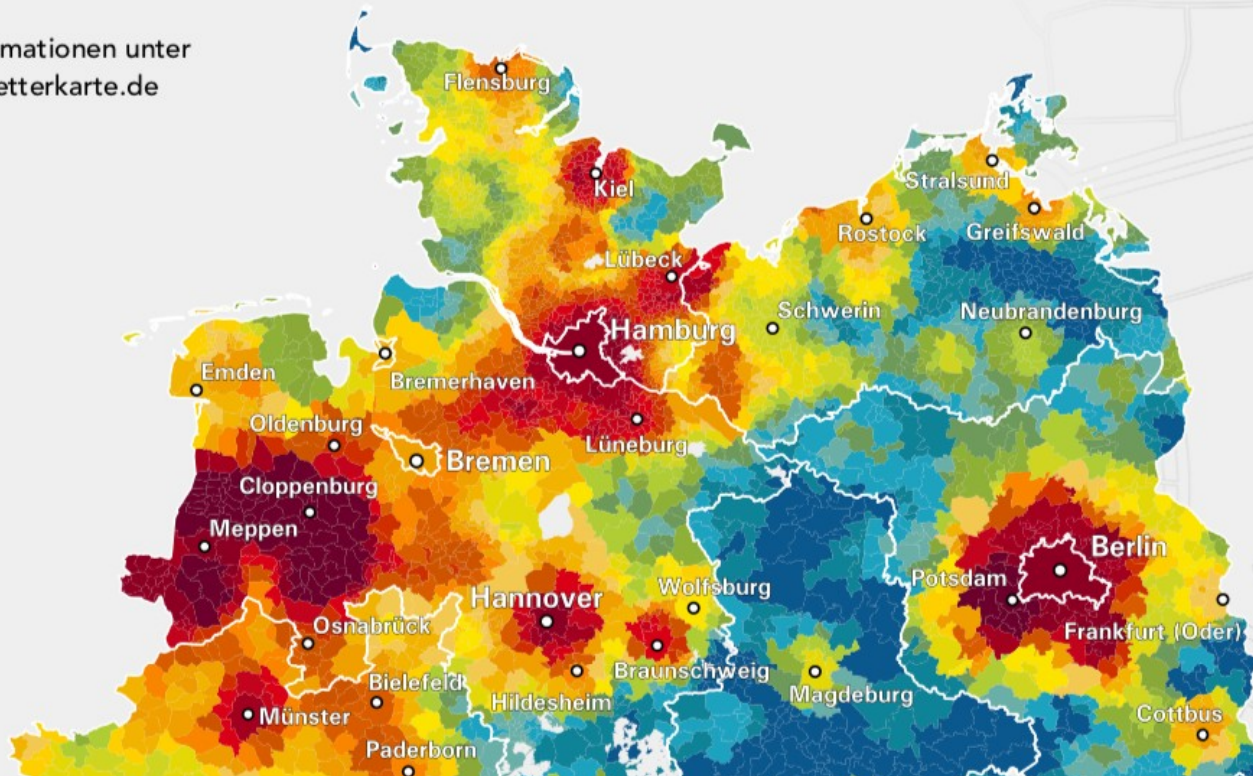 mationen unter
etterkarte.de
Flensburg
Kiel
Stralsund
Rostock
Greifswald
Lübeck
Schwerin
Neubrandenburg
Hamburg
Emden
Bremerhaven
Oldenburg
Lüneburg
Bremen
Cloppenburg
Meppen
Berlin
Potsdam
Wolfsburg
Hannover
Osnabrück
Frankfurt (Oder)
Braunschweig
Bielefeld
Hildesheim
Magdeburg
Münster
Cottbus
Paderborn